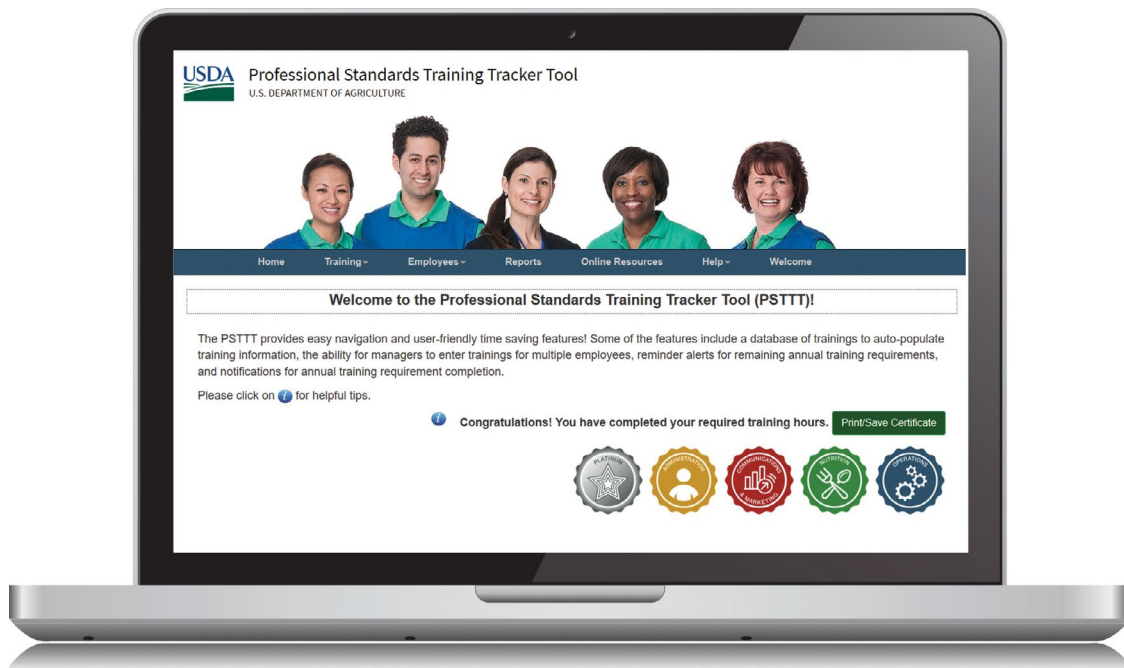 USDA
Professional Standards Training Tracker Tool
U.S. DEPARTMENT OF AGRICULTURE
Home Training Employees Reports Online Resources Help Welcome
Welcome to the Professional Standards Training Tracker Tool (PSTTT)!
The PSTTT provides easy navigation and user-friendly time saving features! Some of the features include a database of trainings to auto-populate
training information, the ability for managers to enter trainings for multiple employees, reminder alerts for remaining annual training requirements,
and notifications for annual training requirement completion.
Please click on i for helpful tips.
i Congratulations! You have completed your required training hours. Print/Save Certificate
PLATINUM ADMINISTRATION COMMUNICATIONS & MARKETING NUTRITION OPERATIONS